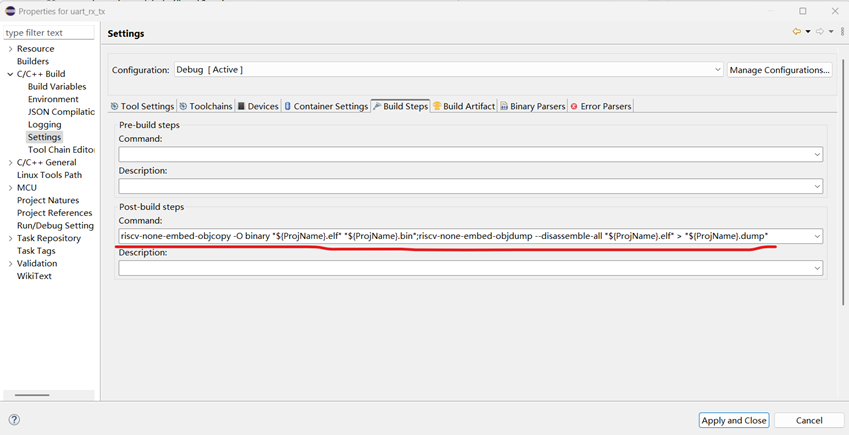 Properties for uart_rx_tx
type filter text
Resource
Builders
C/C++ Build
Build Variables
Environment
JSON Compilatio
Logging
Settings
Tool Chain Editor
C/C++ General
Linux Tools Path
MCU
Project Natures
Project References
Run/Debug Setting
Task Repository
Task Tags
Validation
WikiText
Settings
Configuration: Debug [ Active ]
Manage Configurations...
Tool Settings Toolchains Devices Container Settings Build Steps Build Artifact Binary Parsers Error Parsers
Pre-build steps
Command:
Description:
Post-build steps
Command:
riscv-none-embed-objcopy -O binary "${ProjName}.elf" "${ProjName}.bin";riscv-none-embed-objdump --disassemble-all "${ProjName}.elf" > "${ProjName}.dump"
Description:
Apply and Close Cancel